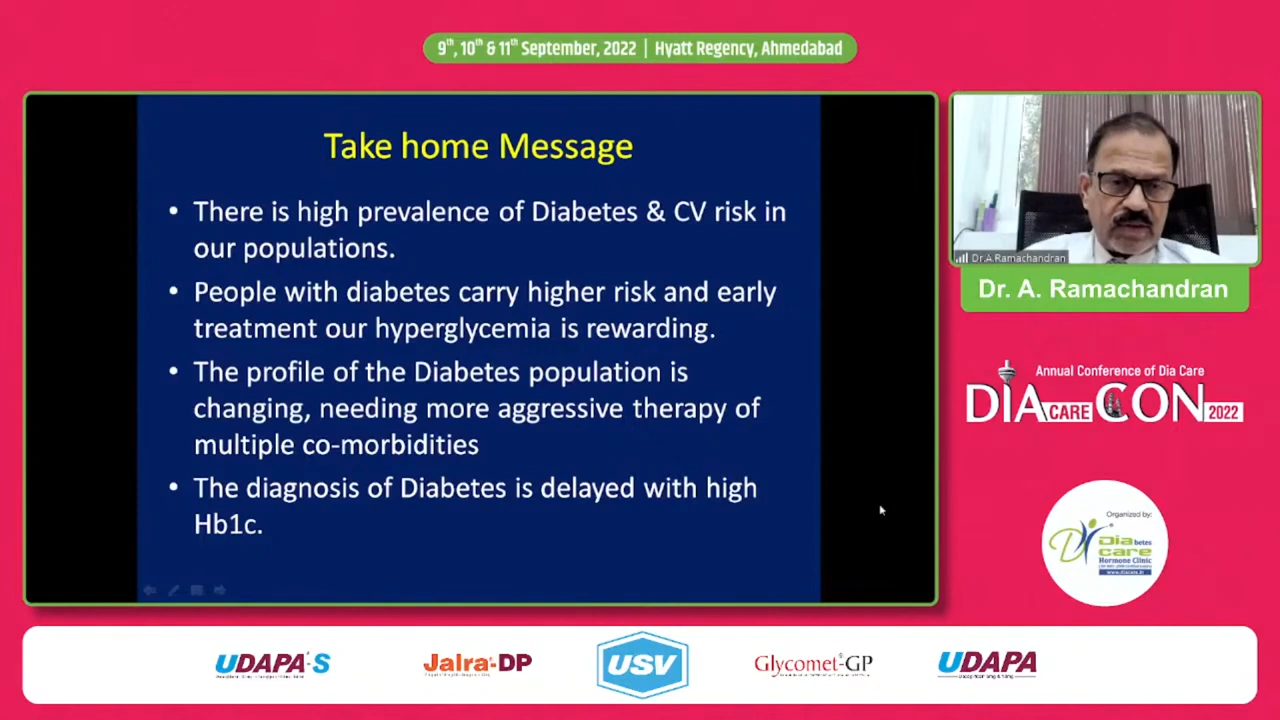 9th, 10th & 11th September, 2022 | Hyatt Regency, Ahmedabad
Take home Message
• There is high prevalence of Diabetes & CV risk in
our populations.
• People with diabetes carry higher risk and early
treatment our hyperglycemia is rewarding.
• The profile of the Diabetes population is
changing, needing more aggressive therapy of
multiple co-morbidities
• The diagnosis of Diabetes is delayed with high
Hb1c.
Dr.A.Ramachandran
Dr. A. Ramachandran
Annual Conference of Dia Care
DIA CARE CON 2022
Organized by:
Diabetes
care
Hormone Clinic
www.diacare.in
UDAPA-S
Jalra-DP
USV
Glycomet®-GP
UDAPA